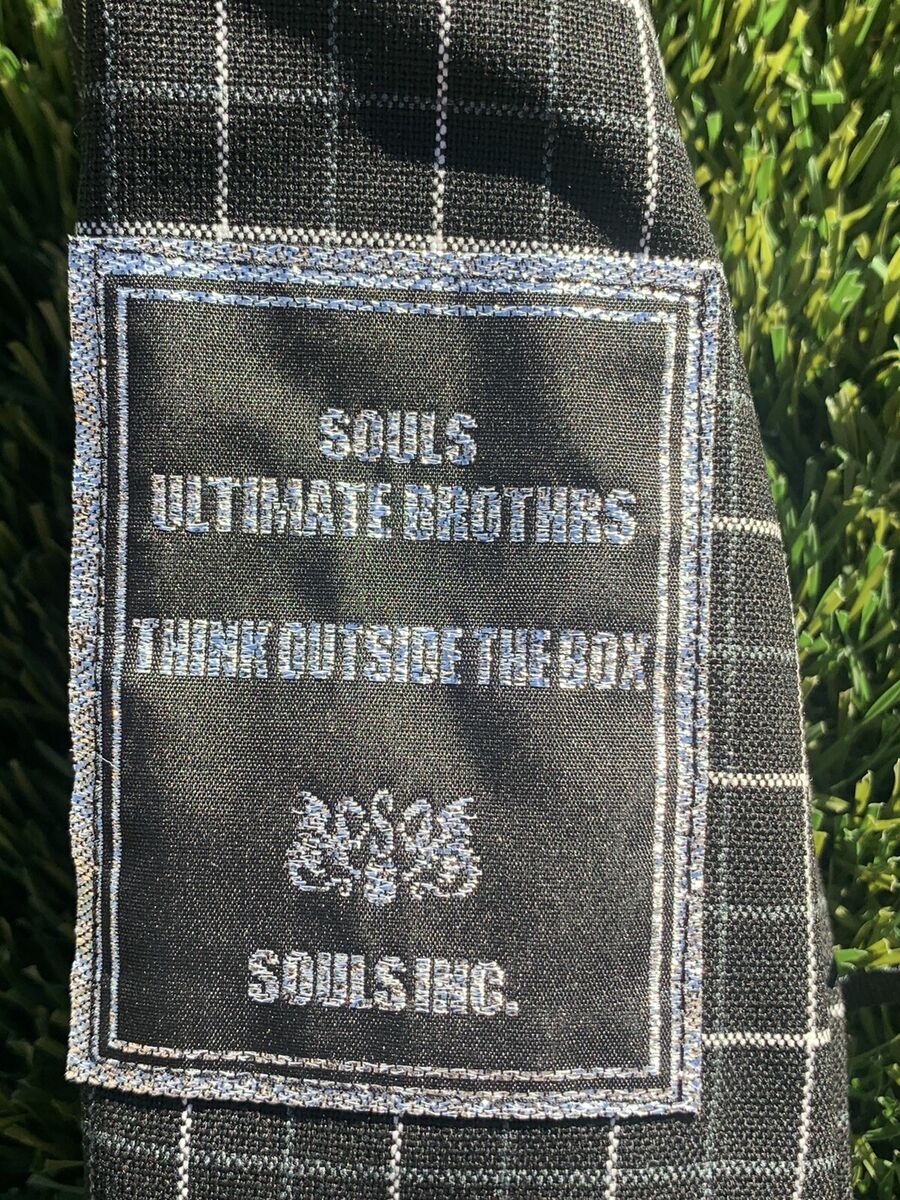 SOULS
ULTIMATE BROTHRS
THINK OUTSIDE THE BOX
SOULS INC.